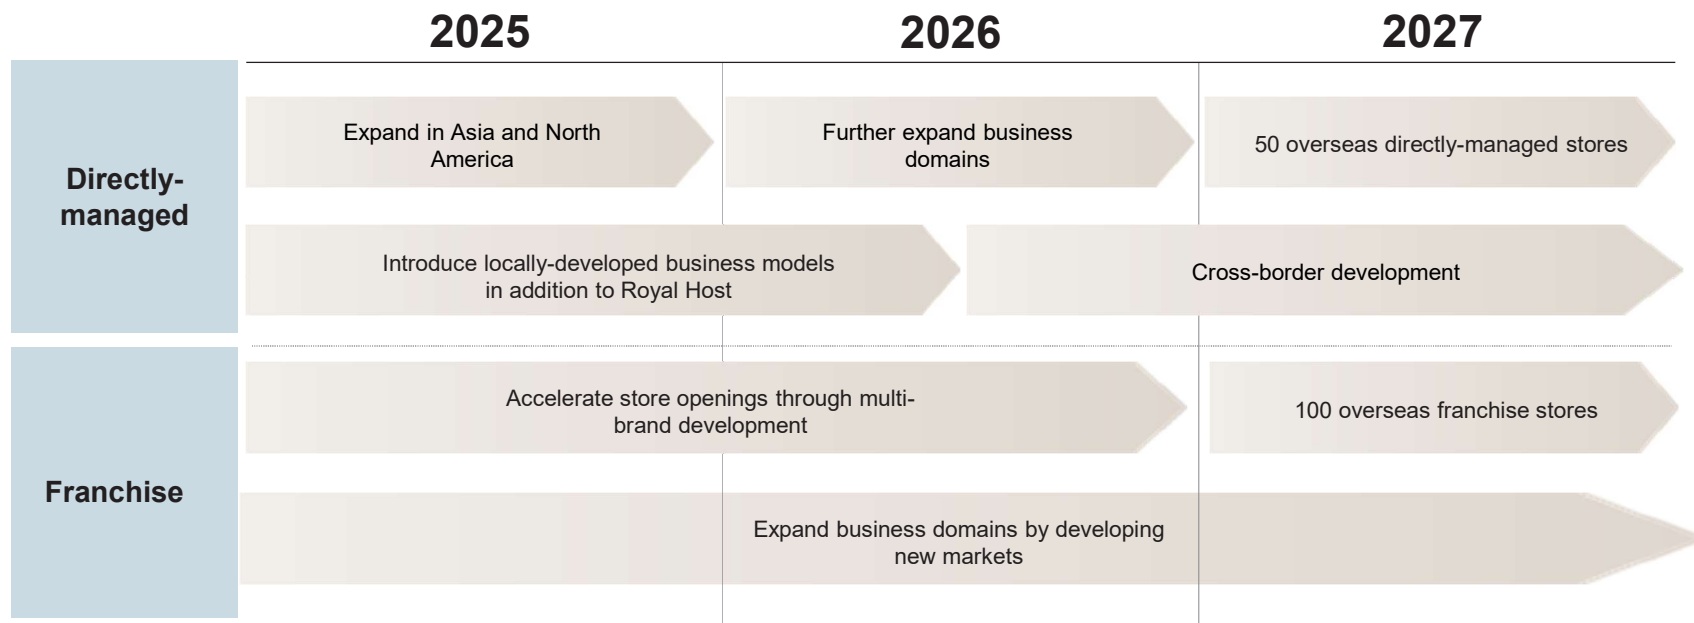 2025
2026
2027
Directly-
managed
Expand in Asia and North
America
Further expand business
domains
50 overseas directly-managed stores
Introduce locally-developed business models
in addition to Royal Host
Cross-border development
Franchise
Accelerate store openings through multi-
brand development
100 overseas franchise stores
Expand business domains by developing
new markets